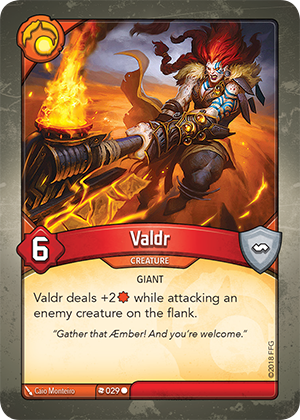 Valdr
CREATURE
6
GIANT
Valdr deals +2 while attacking an
enemy creature on the flank.
"Gather that Æmber! And you're welcome."
Caio Monteiro
029
©2018 FFG